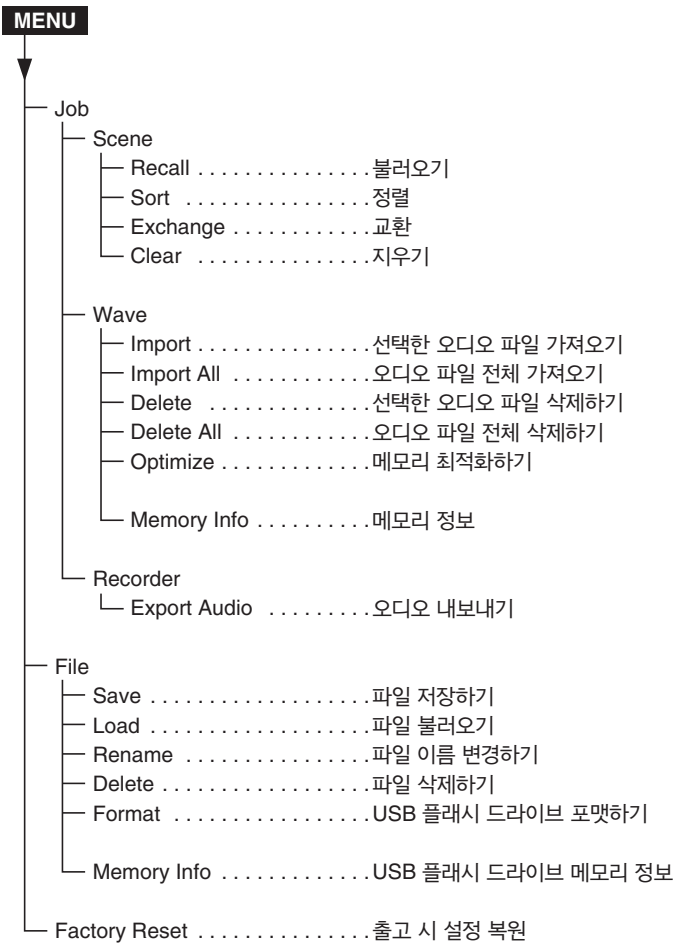 MENU
Job
Scene
Recall . . . . . . . . . . . . . . . 불러오기
Sort . . . . . . . . . . . . . . . . 정렬
Exchange . . . . . . . . . . . . 교환
Clear . . . . . . . . . . . . . . . 지우기
Wave
Import . . . . . . . . . . . . . . . 선택한 오디오 파일 가져오기
Import All . . . . . . . . . . . . 오디오 파일 전체 가져오기
Delete . . . . . . . . . . . . . . 선택한 오디오 파일 삭제하기
Delete All . . . . . . . . . . . . 오디오 파일 전체 삭제하기
Optimize . . . . . . . . . . . . . 메모리 최적화하기
Memory Info . . . . . . . . . . 메모리 정보
Recorder
Export Audio . . . . . . . . . 오디오 내보내기
File
Save . . . . . . . . . . . . . . . . . . . 파일 저장하기
Load . . . . . . . . . . . . . . . . . . . 파일 불러오기
Rename . . . . . . . . . . . . . . . . 파일 이름 변경하기
Delete . . . . . . . . . . . . . . . . . . 파일 삭제하기
Format . . . . . . . . . . . . . . . . . USB 플래시 드라이브 포맷하기
Memory Info . . . . . . . . . . . . . USB 플래시 드라이브 메모리 정보
Factory Reset . . . . . . . . . . . . . . . 출고 시 설정 복원